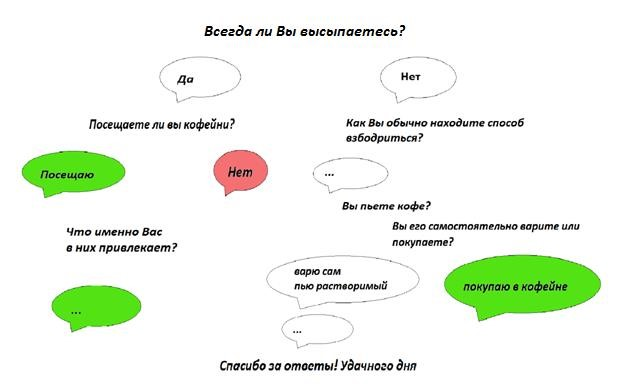 Всегда ли Вы высыпаетесь?
Да
Нет
Посещаете ли вы кофейни?
Как Вы обычно находите способ
взбодриться?
Посещаю
Нет
...
Вы пьете кофе?
Что именно Вас
в них привлекает?
Вы его самостоятельно варите или
покупаете?
варю сам
пью растворимый
покупаю в кофейне
...
...
Спасибо за ответы! Удачного дня